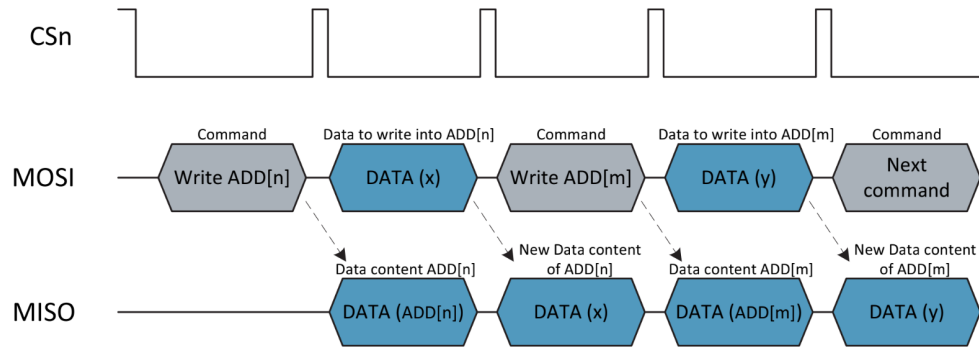 CSn
Command
Data to write into ADD[n]
Command
Data to write into ADD[m]
Command
MOSI
Write ADD[n]
DATA (x)
Write ADD[m]
DATA (y)
Next
command
Data content ADD[n]
New Data content
of ADD[n]
Data content ADD[m]
New Data content
of ADD[m]
MISO
DATA (ADD[n])
DATA (x)
DATA (ADD[m])
DATA (y)